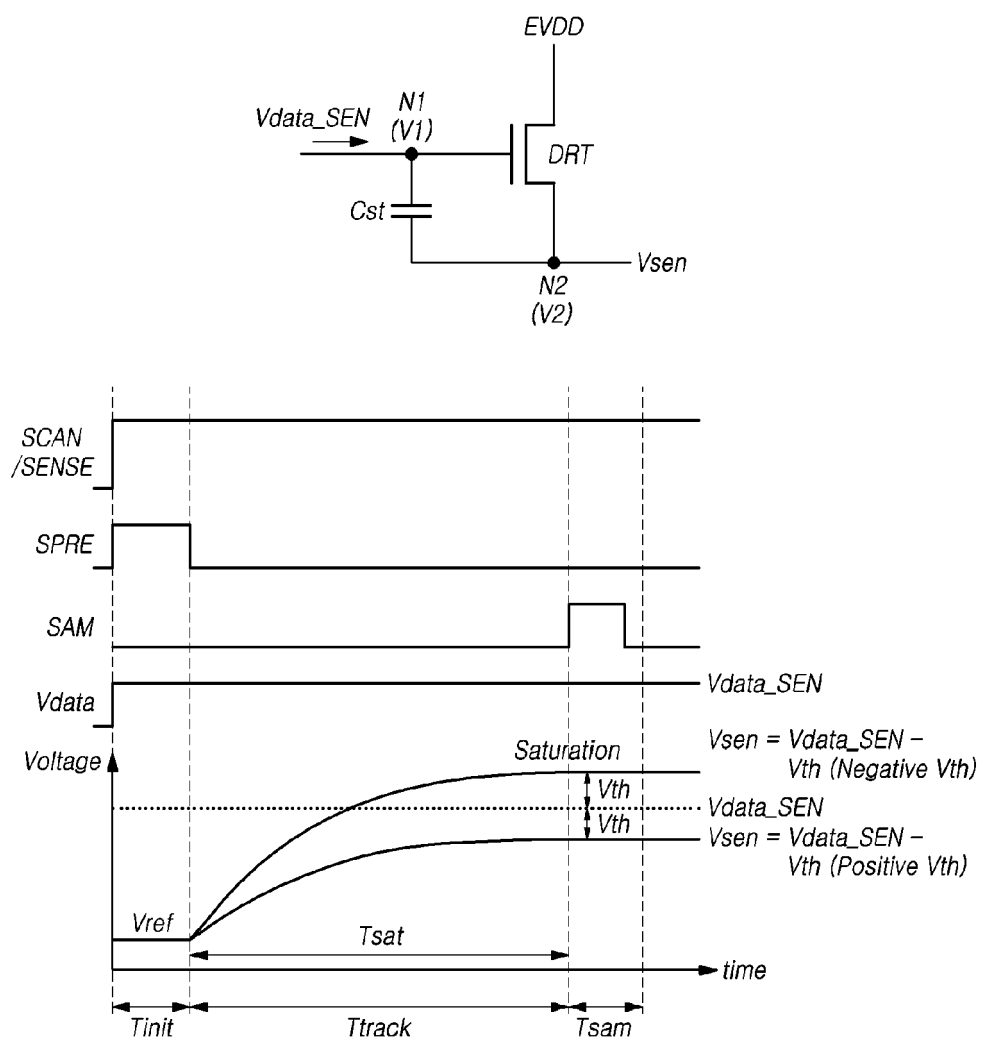 EVDD
Vdata_SEN
N1
(V1)
DRT
Cst
Vsen
N2
(V2)
SCAN
/SENSE
SPRE
SAM
Vdata
Vdata_SEN
Voltage
Saturation
Vsen = Vdata_SEN –
Vth (Negative Vth)
Vth
Vdata_SEN
Vth
Vsen = Vdata_SEN –
Vth (Positive Vth)
Vref
Tsat
time
Tinit
Ttrack
Tsam